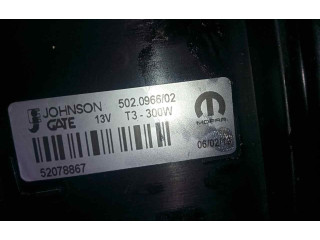 JOHNSON 502.0966/02
GATE 13V T3-300W
MOPAR
52078867